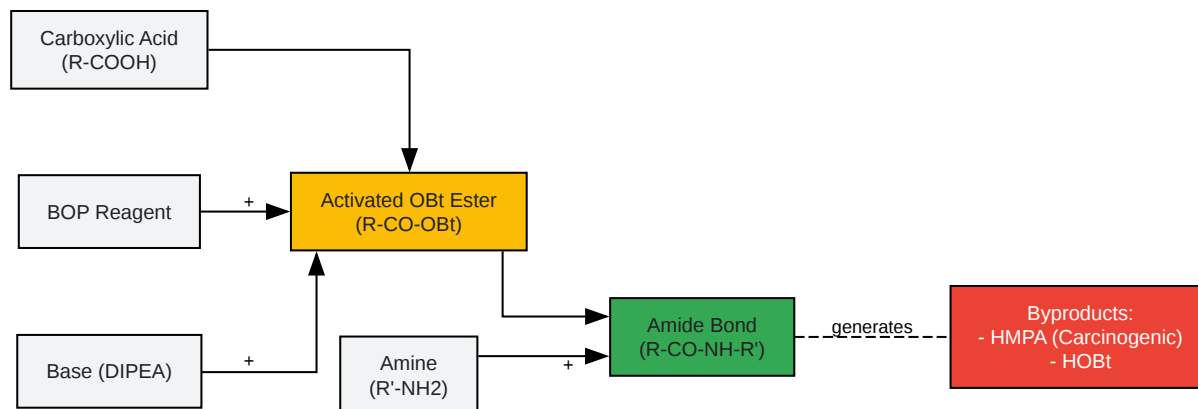 Carboxylic Acid
(R-COOH)
BOP Reagent
+
Activated OBt Ester
(R-CO-OBt)
Base (DIPEA)
+
Amine
(R'-NH2)
+
Amide Bond
(R-CO-NH-R')
generates
Byproducts:
- HMPA (Carcinogenic)
- HOBt